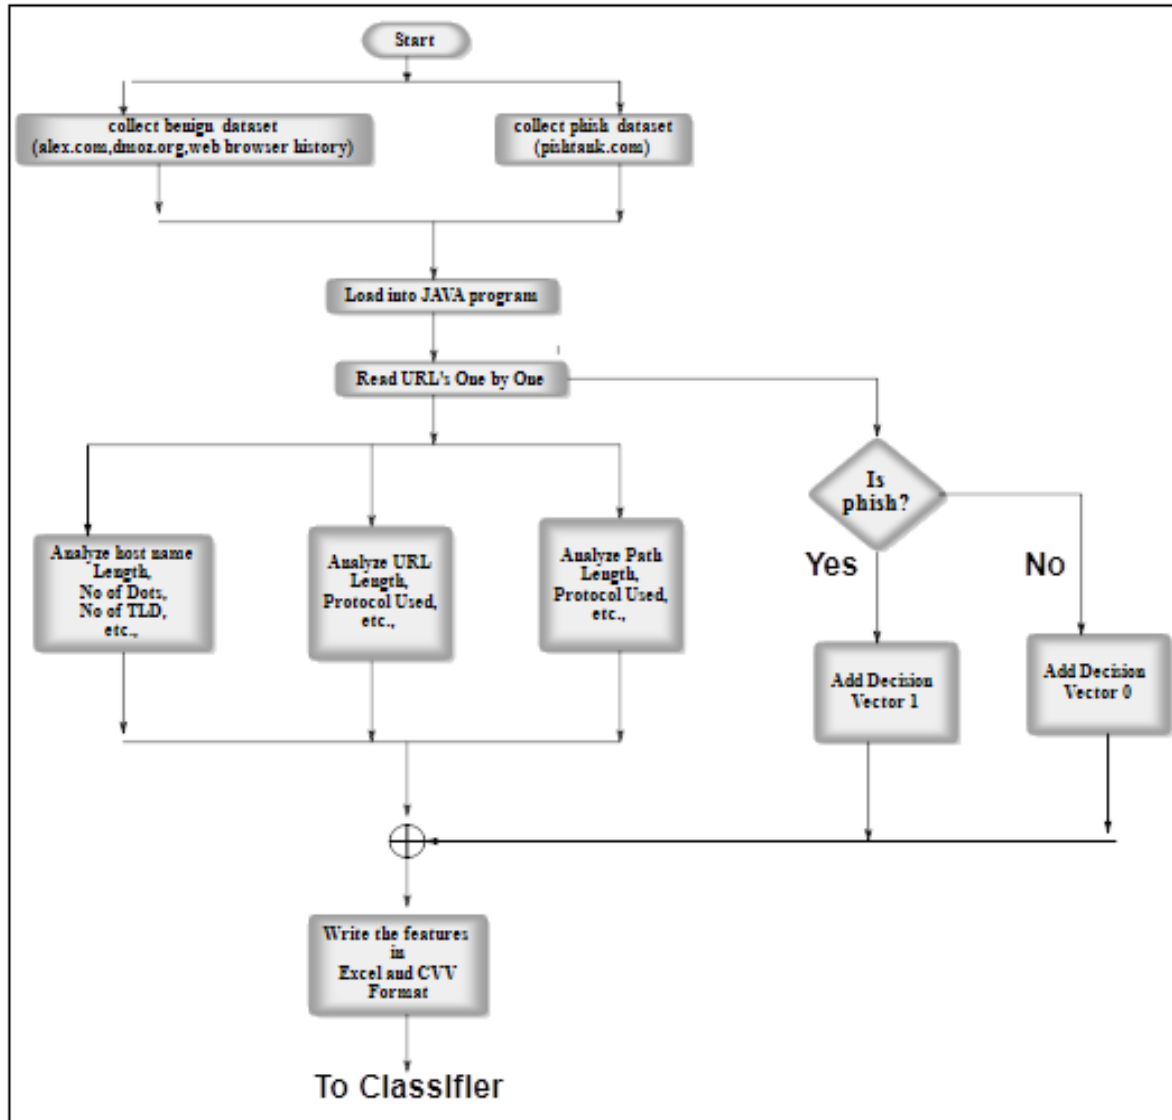 Start
collect benign dataset
(alex.com,dmoz.org,web browser history)
collect phish dataset
(pishtank.com)
Load into JAVA program
Read URL's One by One
Is
phish?
Yes
No
Analyze host name
Length,
No of Dots,
No of TLD,
etc.,
Analyze URL
Length,
Protocol Used,
etc.,
Analyze Path
Length,
Protocol Used,
etc.,
Add Decision
Vector 1
Add Decision
Vector 0
Write the features
in
Excel and CVV
Format
To Classifier